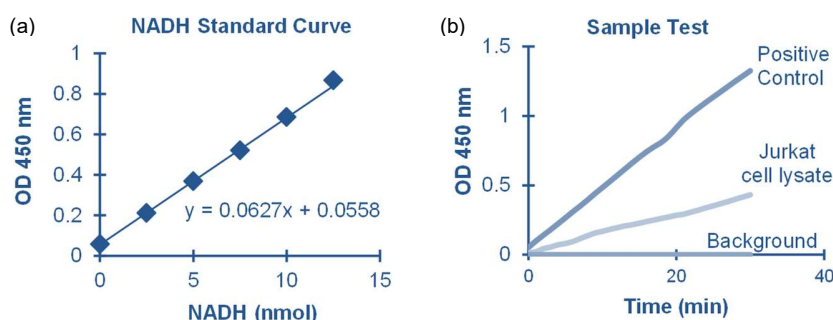 (a)
NADH Standard Curve
OD 450 nm
1
0.8
0.6
0.4
0.2
0
y = 0.0627x + 0.0558
0
5
10
15
NADH (nmol)
(b)
Sample Test
OD 450 nm
1.5
1
0.5
0
Positive
Control
Jurkat
cell lysate
Background
0
20
40
Time (min)